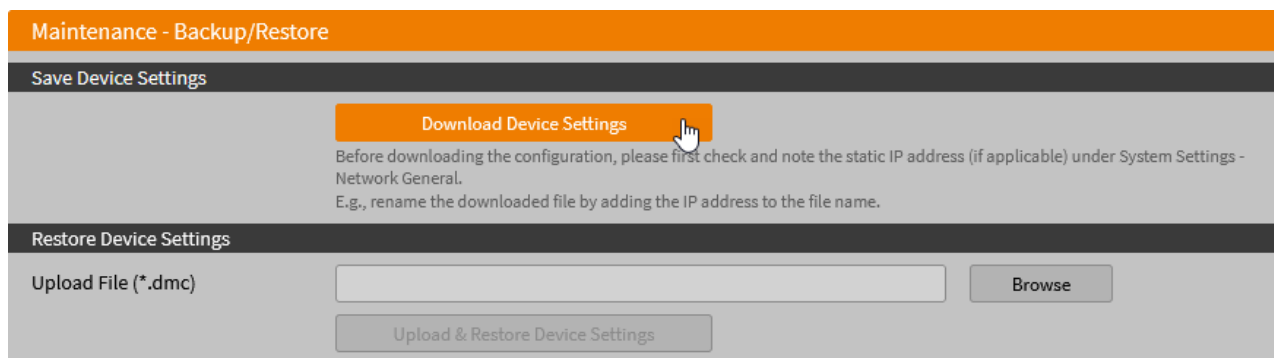 Maintenance - Backup/Restore
Save Device Settings
Download Device Settings
Before downloading the configuration, please first check and note the static IP address (if applicable) under System Settings -
Network General.
E.g., rename the downloaded file by adding the IP address to the file name.
Restore Device Settings
Upload File (*.dmc)
Browse
Upload & Restore Device Settings